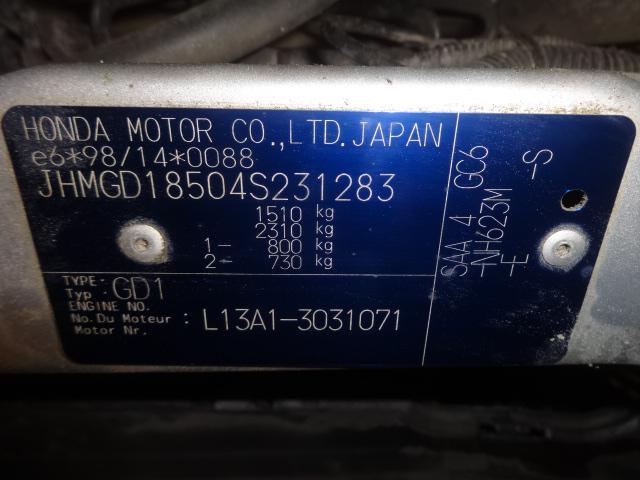 HONDA MOTOR CO.,LTD.JAPAN
e6*98/14*0088
JHMGD18504S231283
1510 kg
2310 kg
1- 800 kg
2- 730 kg
TYPE:
Typ : GD1
ENGINE NO.
No.Du Moteur : L13A1-3031071
Motor Nr.
SAA 4 GC6
NH623M
-E -S